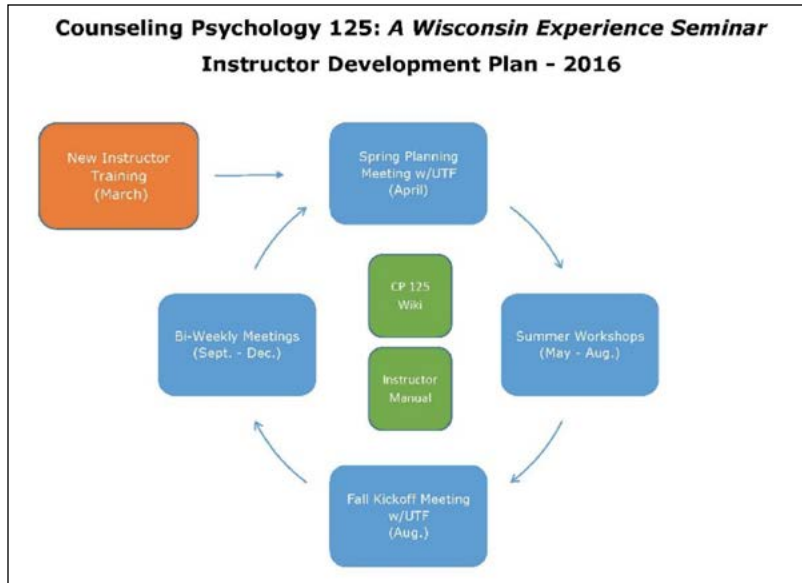 Counseling Psychology 125: A Wisconsin Experience Seminar
Instructor Development Plan - 2016
New Instructor
Training
(March)
Spring Planning
Meeting w/UTF
(April)
CP 125
Wiki
Bi-Weekly Meetings
(Sept. - Dec.)
Summer Workshops
(May - Aug.)
Instructor
Manual
Fall Kickoff Meeting
w/UTF
(Aug.)